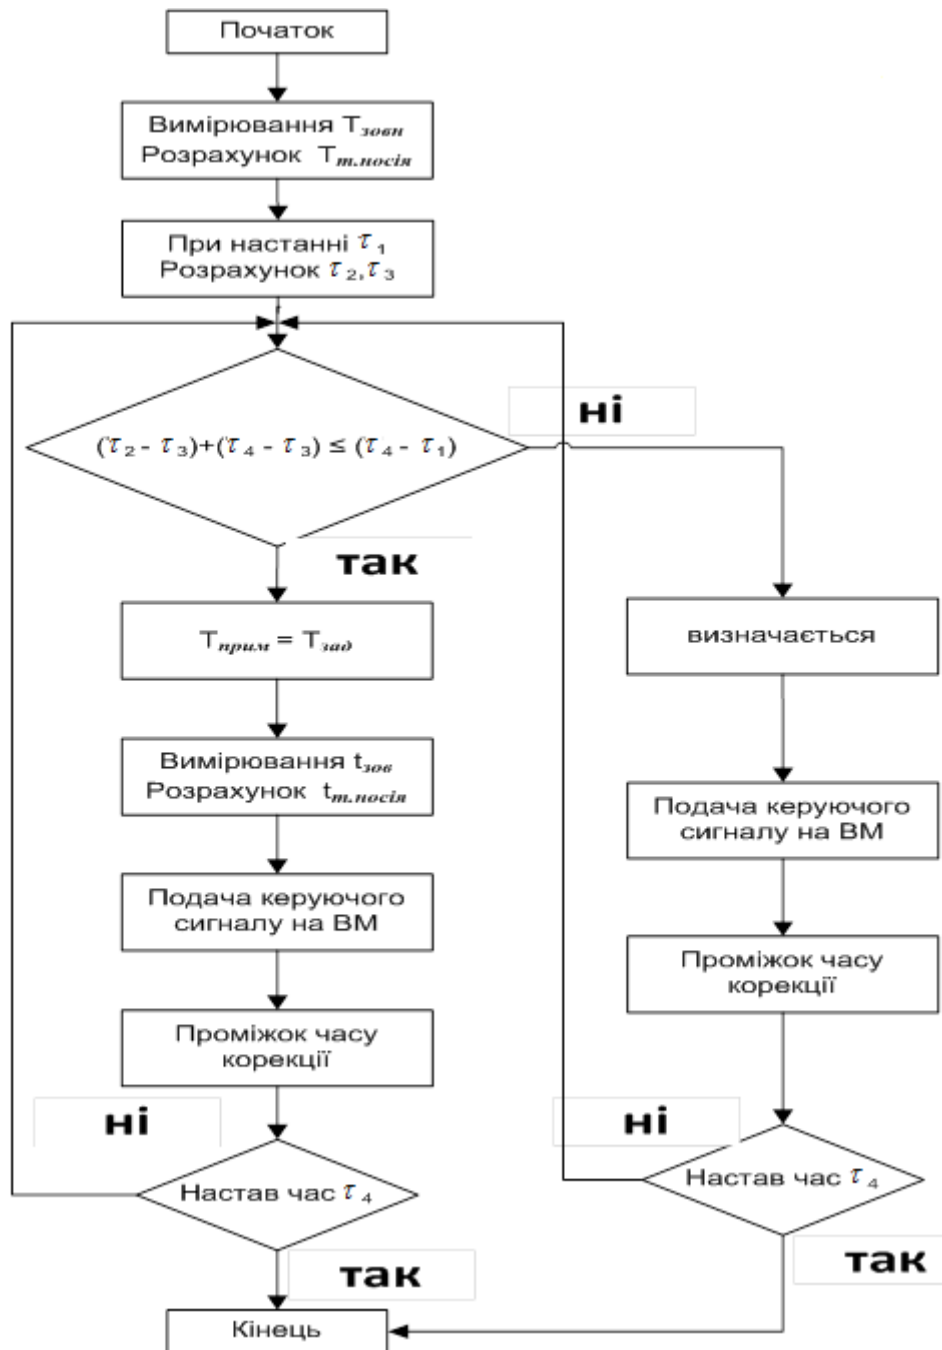 Початок
Вимірювання Tзовн
Розрахунок Tт.носія
При настанні τ1
Розрахунок τ2,τ3
(τ2 - τ3)+(τ4 - τ3) ≤ (τ4 - τ1)
ні
так
Tприм = Tзад
Вимірювання tзов
Розрахунок tт.носія
Подача керуючого
сигналу на ВМ
Проміжок часу
корекції
ні
Настав час τ4
так
визначається
Подача керуючого
сигналу на ВМ
Проміжок часу
корекції
ні
Настав час τ4
так
Кінець